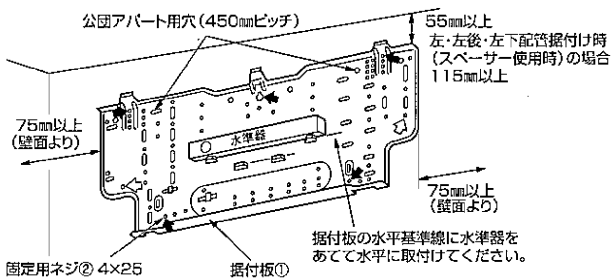 公団アパート用穴(450㎜ピッチ)
55㎜以上
左・左後・左下配管据付け時
(スペーサー使用時)の場合
115㎜以上
75㎜以上
(壁面より)
水準器
75㎜以上
(壁面より)
据付板の水平基準線に水準器を
あてて水平に取付けてください。
固定用ネジ② 4×25
据付板①